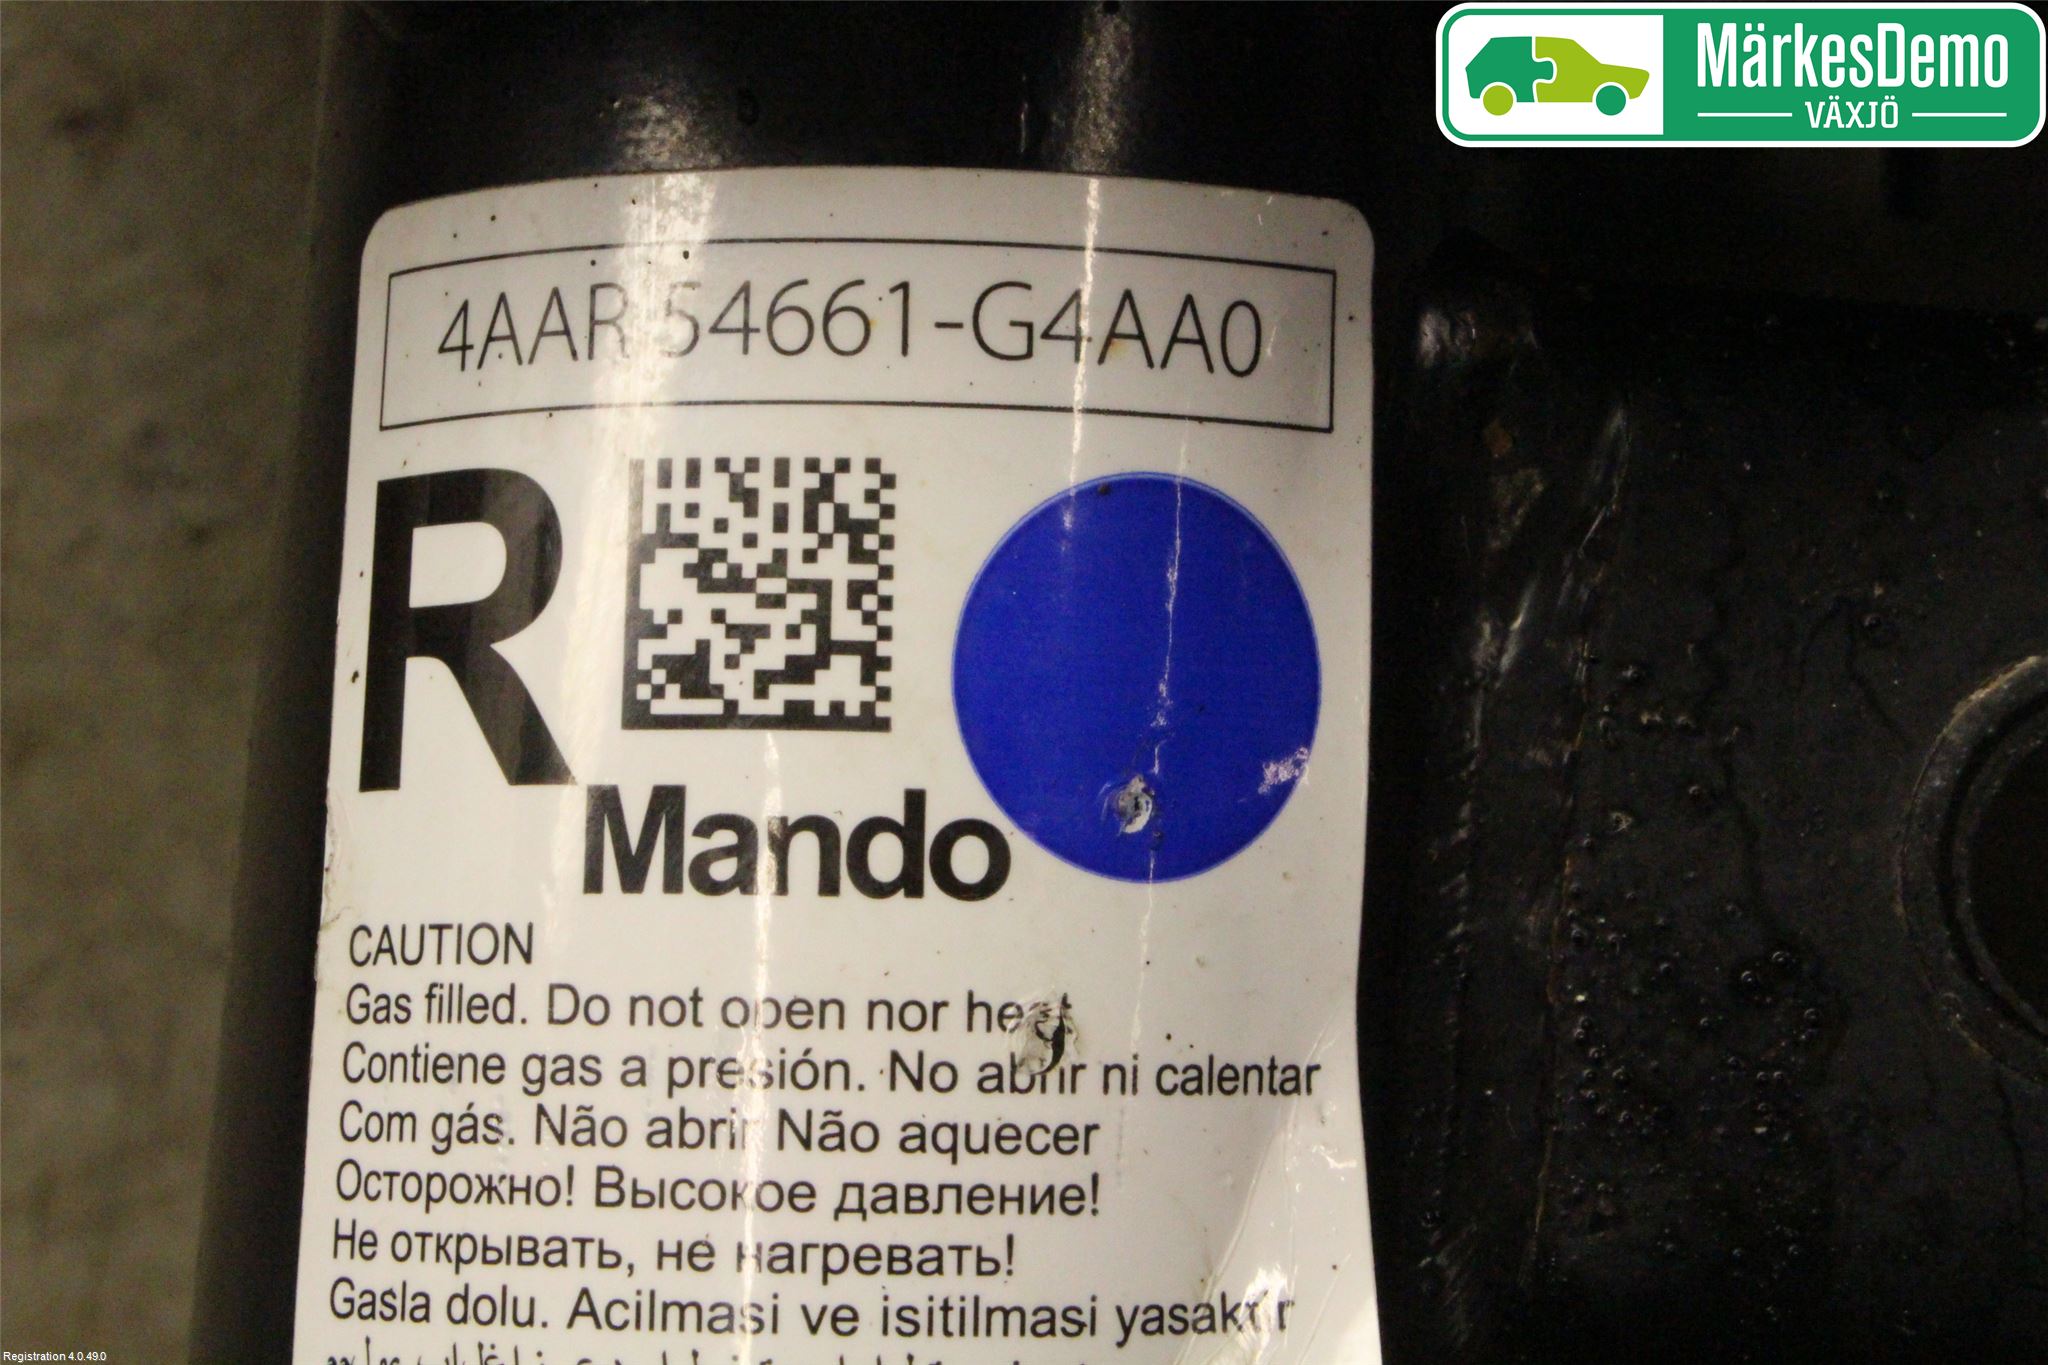 MärkesDemo
VÄXJÖ
4AAR 54661-G4AA0
R
Mando
CAUTION
Gas filled. Do not open nor heat
Contiene gas a presión. No abrir ni calentar
Com gás. Não abrir Não aquecer
Осторожно! Высокое давление!
Не открывать, не нагревать!
Gasla dolu. Acilmasi ve isitilmasi yasaktir
Registration 4.0.49.0